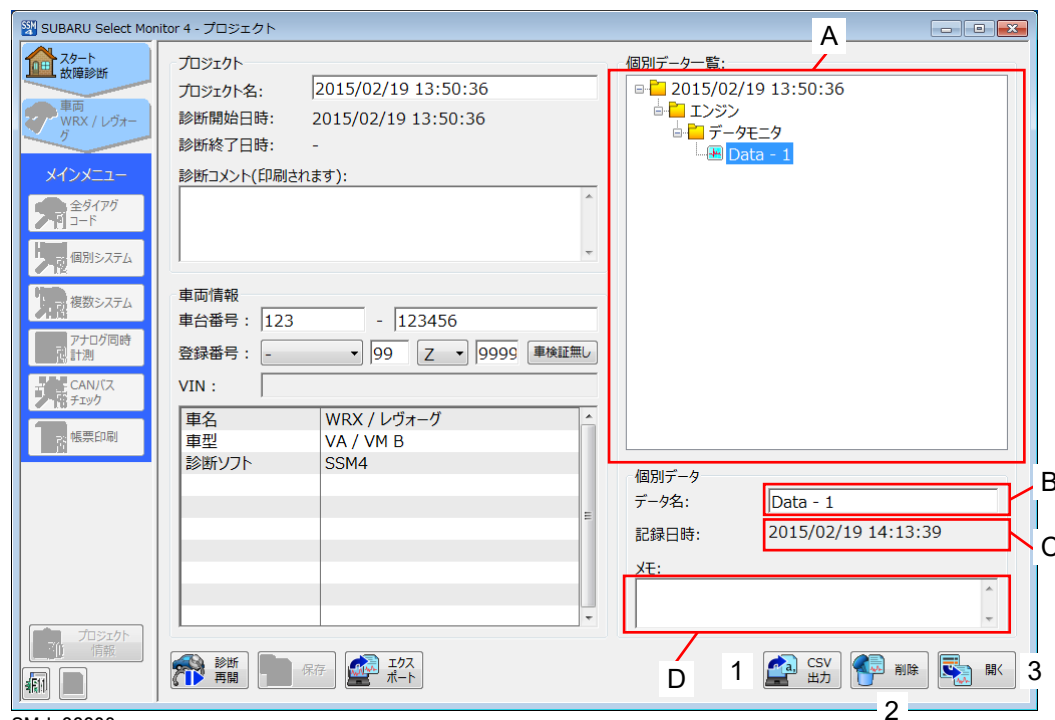 SUBARU Select Monitor 4 - プロジェクト
A
スタート
故障診断
車両
WRX / レヴォー
グ
メインメニュー
全ダイアグ
コード
個別システム
複数システム
アナログ同時
計測
CANバス
チェック
帳票印刷
プロジェクト
情報
F11
プロジェクト
プロジェクト名: 2015/02/19 13:50:36
診断開始日時: 2015/02/19 13:50:36
診断終了日時: -
診断コメント(印刷されます):
車両情報
車台番号 : 123 - 123456
登録番号 : - 99 Z 9999 車検証無し
VIN :
車名 WRX / レヴォーグ
車型 VA / VM B
診断ソフト SSM4
個別データ一覧:
2015/02/19 13:50:36
エンジン
データモニタ
Data - 1
個別データ
データ名: Data - 1 B
記録日時: 2015/02/19 14:13:39 C
メモ:
D
診断
再開
保存
エクス
ポート
1
CSV
出力
削除
開く
3
2